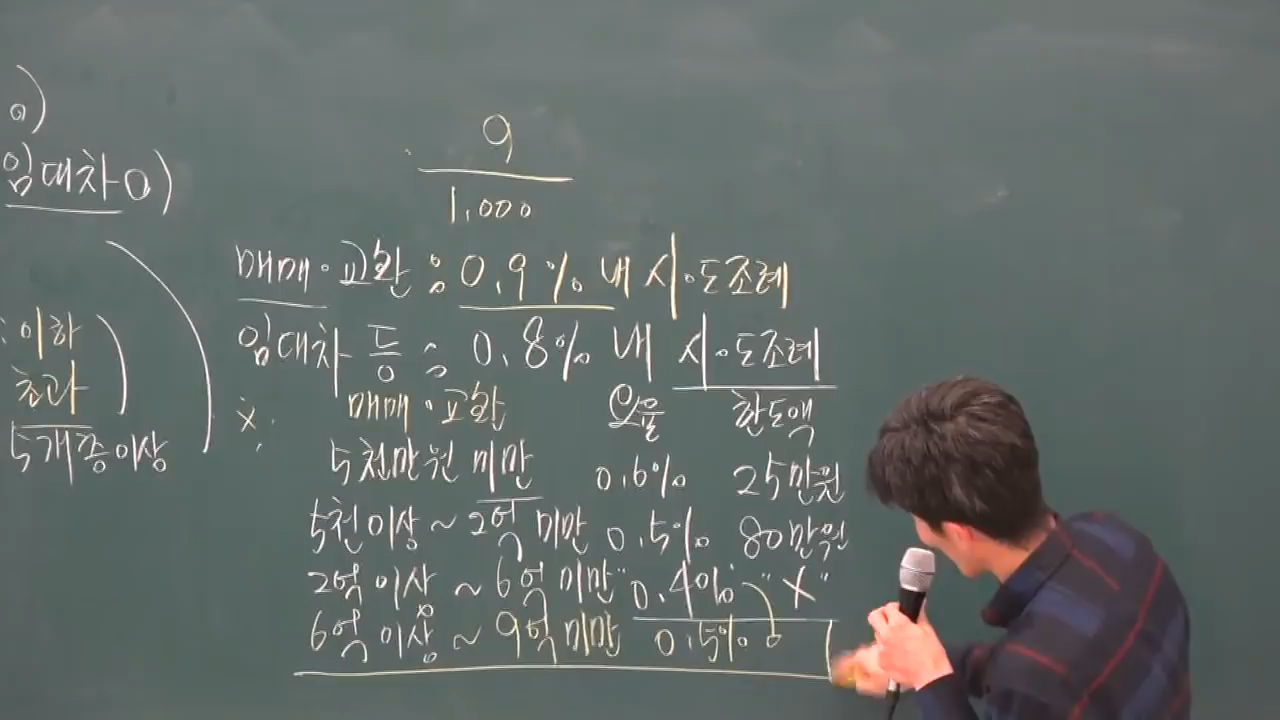 임대차0)
이하
초과
5개종이상
9
1,000
매매·교환 : 0.9% 내 시·도조례
임대차 등 : 0.8% 내 시·도조례
매매·교환 요율 한도액
5천만원 미만 0.6% 25만원
5천이상 ~ 2억 미만 0.5% 80만원
2억 이상 ~ 6억 미만 "0.4%" "X"
6억 이상 ~ 9억 미만 0.5%